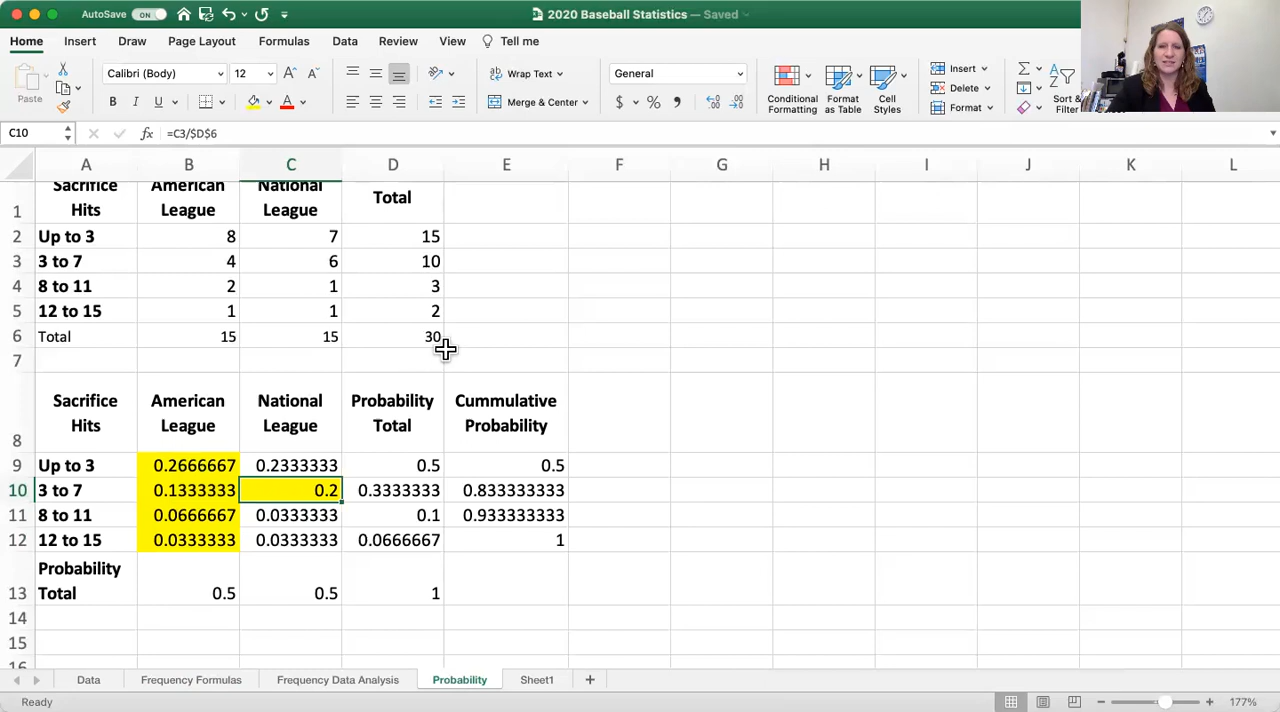 AutoSave ON 2020 Baseball Statistics — Saved
Home Insert Draw Page Layout Formulas Data Review View Tell me
Paste Calibri (Body) 12 A^ A˅ Wrap Text General Conditional Formatting Format as Table Cell Styles Insert Delete Format Sort & Filter
B I U A Merge & Center $ % ,
C10 fx =C3/$D$6
A B C D E F G H I J K L
1 Sacrifice Hits American League National League Total
2 Up to 3 8 7 15
3 3 to 7 4 6 10
4 8 to 11 2 1 3
5 12 to 15 1 1 2
6 Total 15 15 30
7
8 Sacrifice Hits American League National League Probability Total Cummulative Probability
9 Up to 3 0.2666667 0.2333333 0.5 0.5
10 3 to 7 0.1333333 0.2 0.3333333 0.833333333
11 8 to 11 0.0666667 0.0333333 0.1 0.933333333
12 12 to 15 0.0333333 0.0333333 0.0666667 1
13 Probability Total 0.5 0.5 1
14
15
16
Data Frequency Formulas Frequency Data Analysis Probability Sheet1 +
Ready 177%